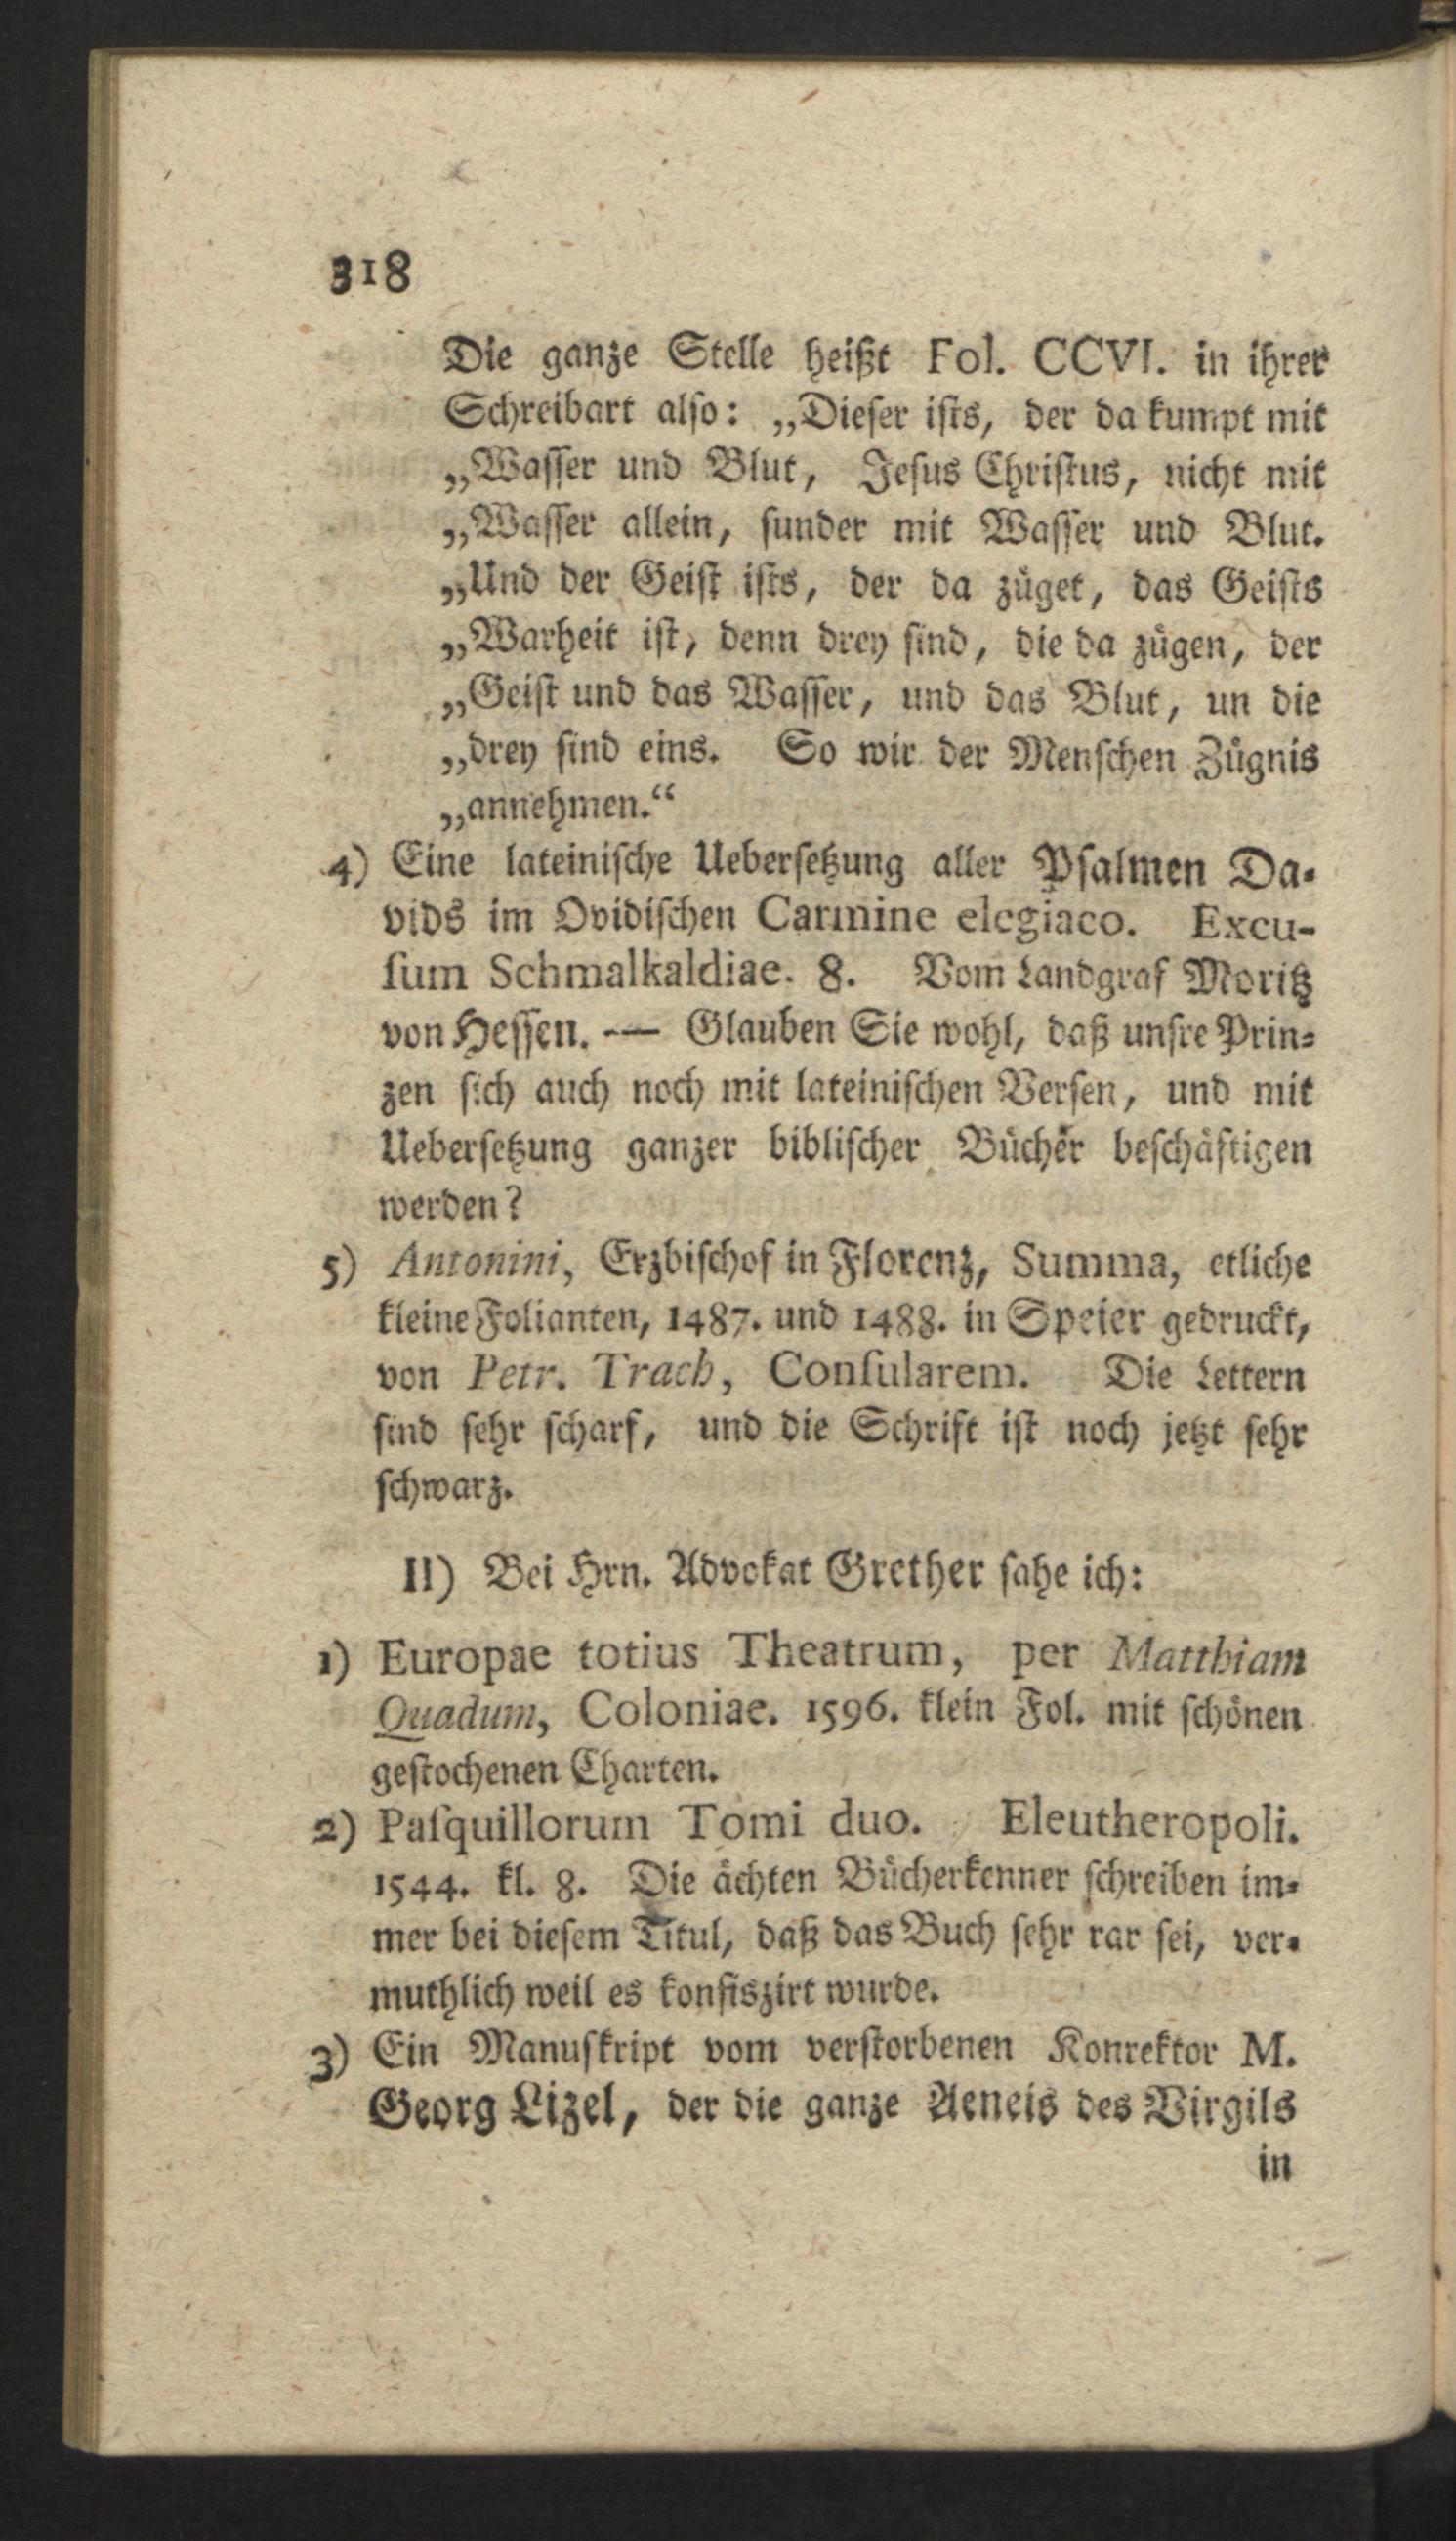 318
Die ganze Stelle heißt Fol. CCVI. in ihrer
Schreibart also: „Dieser ists, der da kumpt mit
„Wasser und Blut, Jesus Christus, nicht mit
„Wasser allein, sunder mit Wasser und Blut.
„Und der Geist ists, der da züget, das Geists
„Warheit ist, denn drey sind, die da zügen, der
„Geist und das Wasser, und das Blut, un die
„drey sind eins. So wir der Menschen Zügnis
„annehmen.“
4) Eine lateinische Uebersetzung aller Psalmen Da-
vids im Ovidischen Carmine elegiaco. Excu-
ſum Schmalkaldiae. 8. Vom Landgraf Moritz
von Hessen. — Glauben Sie wohl, daß unsre Prin-
zen sich auch noch mit lateinischen Versen, und mit
Uebersetzung ganzer biblischer Bücher beschäftigen
werden?
5) Antonini, Erzbischof in Florenz, Summa, etliche
kleine Folianten, 1487. und 1488. in Speier gedruckt,
von Petr. Trach, Conſularem. Die Lettern
sind sehr scharf, und die Schrift ist noch jetzt sehr
schwarz.
II) Bei Hrn. Advokat Grether sahe ich:
1) Europae totius Theatrum, per Matthiam
Quadum, Coloniae. 1596. klein Fol. mit schönen
gestochenen Charten.
2) Paſquillorum Tomi duo. Eleutheropoli.
1544. kl. 8. Die ächten Bücherkenner schreiben im-
mer bei diesem Titul, daß das Buch sehr rar sei, ver-
muthlich weil es konfiszirt wurde.
3) Ein Manuskript vom verstorbenen Konrektor M.
Georg Lizel, der die ganze Aeneis des Virgils
in